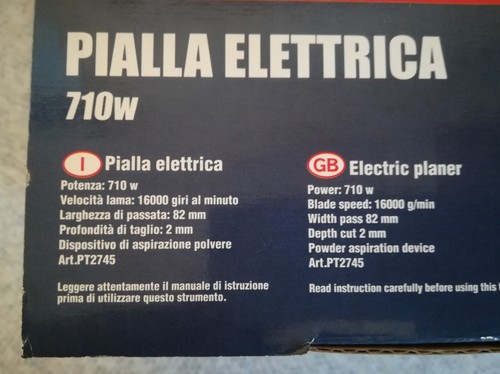 PIALLA ELETTRICA
710w
I Pialla elettrica
Potenza: 710 w
Velocità lama: 16000 giri al minuto
Larghezza di passata: 82 mm
Profondità di taglio: 2 mm
Dispositivo di aspirazione polvere
Art.PT2745
Leggere attentamente il manuale di istruzione
prima di utilizzare questo strumento.
GB Electric planer
Power: 710 w
Blade speed: 16000 g/min
Width pass 82 mm
Depth cut 2 mm
Powder aspiration device
Art.PT2745
Read instruction carefully before using this